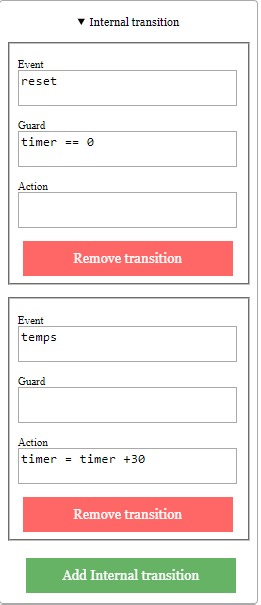 ▼ Internal transition
Event
reset
Guard
timer == 0
Action
Remove transition
Event
temps
Guard
Action
timer = timer +30
Remove transition
Add Internal transition